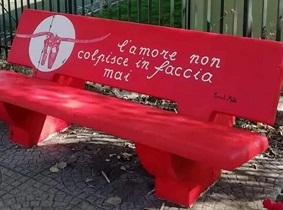 l'amore non
colpisce in faccia
mai